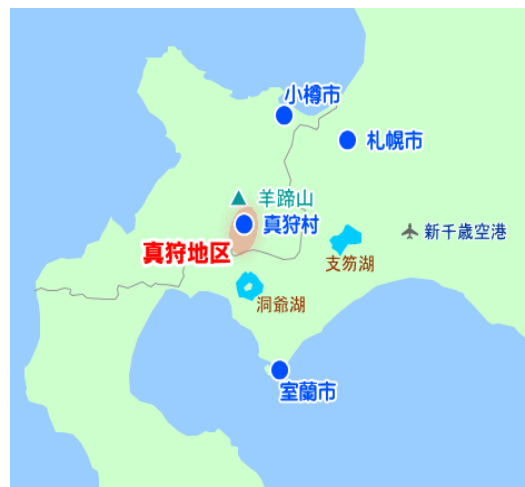 小樽市
札幌市
羊蹄山
真狩村
新千歳空港
真狩地区
支笏湖
洞爺湖
室蘭市